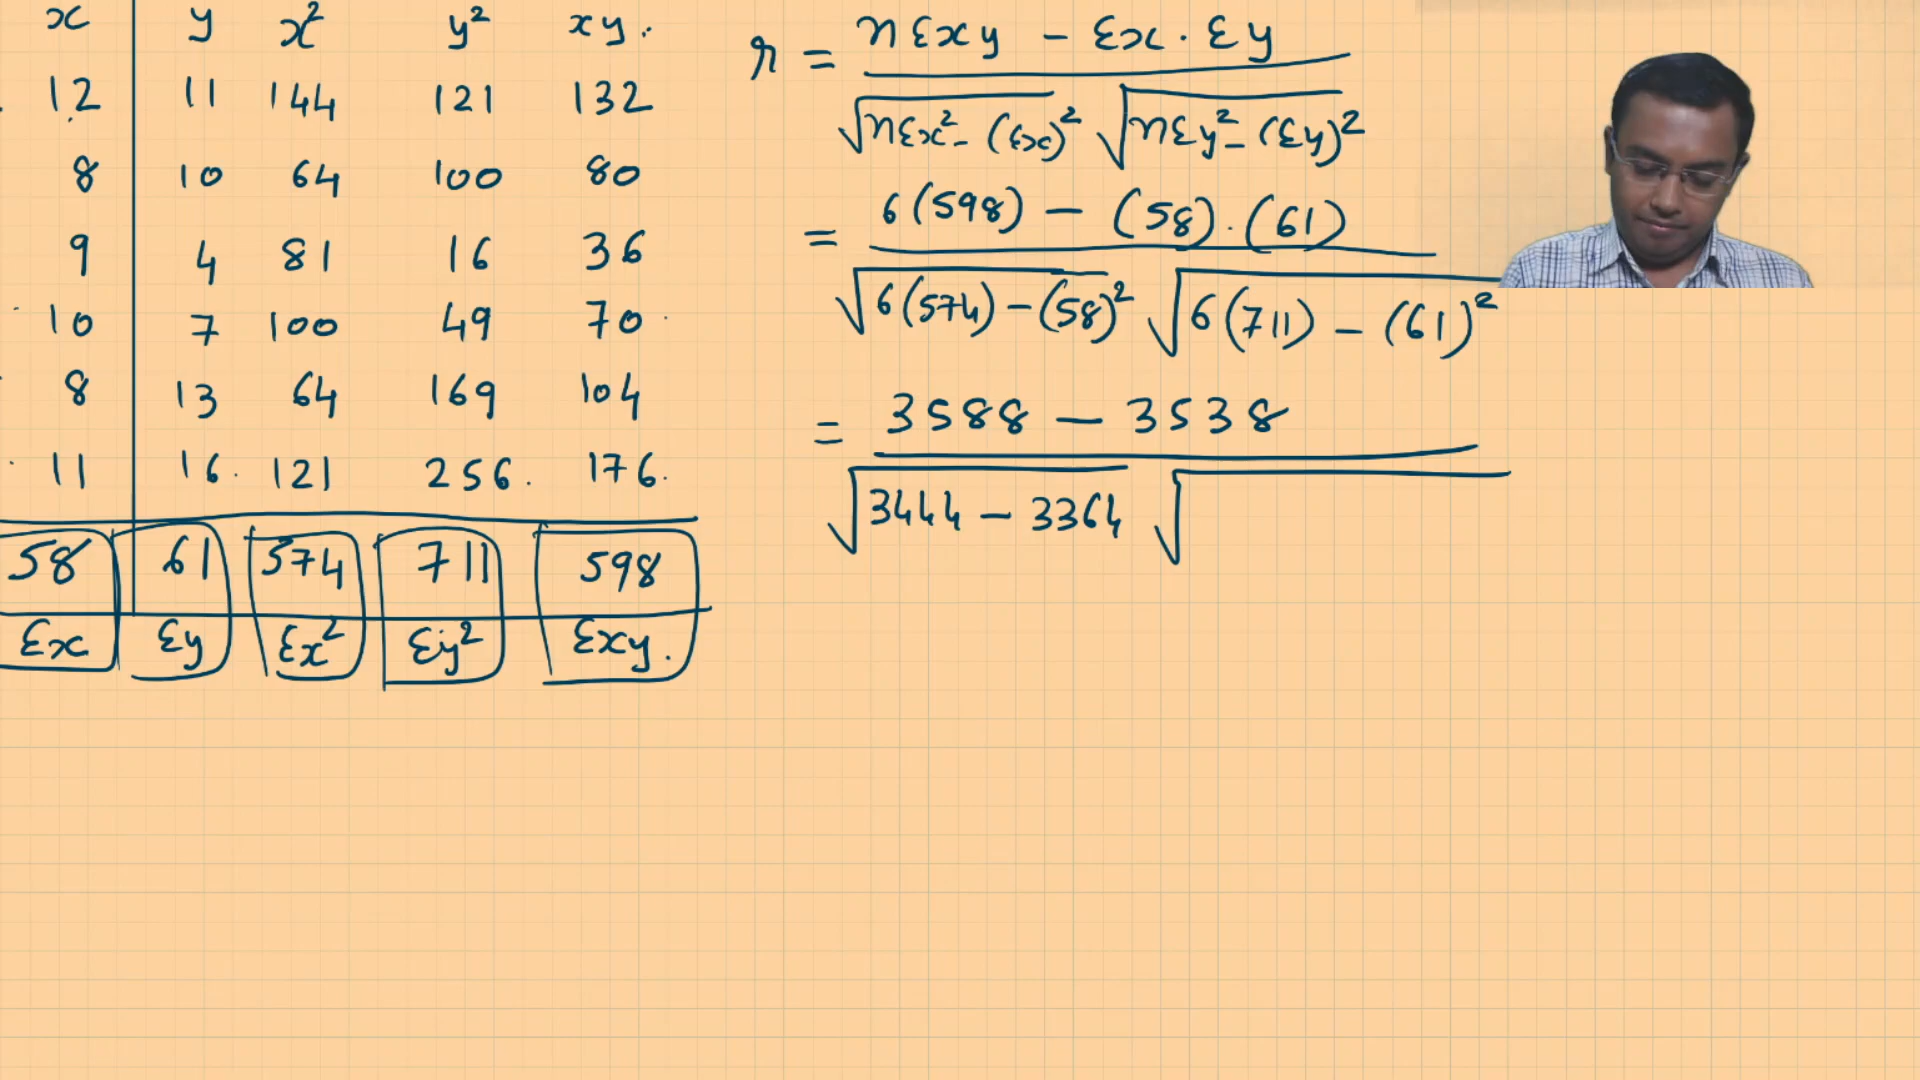 x y x² y² xy.
12 11 144 121 132
8 10 64 100 80
9 4 81 16 36
10 7 100 49 70
8 13 64 169 104
11 16 121 256 176
58 61 574 711 598
Σx Σy Σx² Σy² Σxy.
r = nΣxy - Σx · Σy
√nΣx² - (Σx)² √nΣy² - (Σy)²
= 6(598) - (58) · (61)
√6(574) - (58)² √6(711) - (61)²
= 3588 - 3538
√3444 - 3364 √